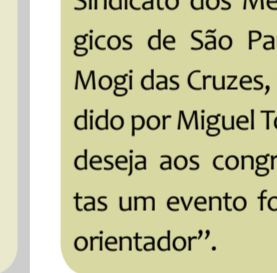 Sindicato dos Me
gicos de São Pa
Mogi das Cruzes,
dido por Miguel To
deseja aos congr
tas um evento fo
orientador”.